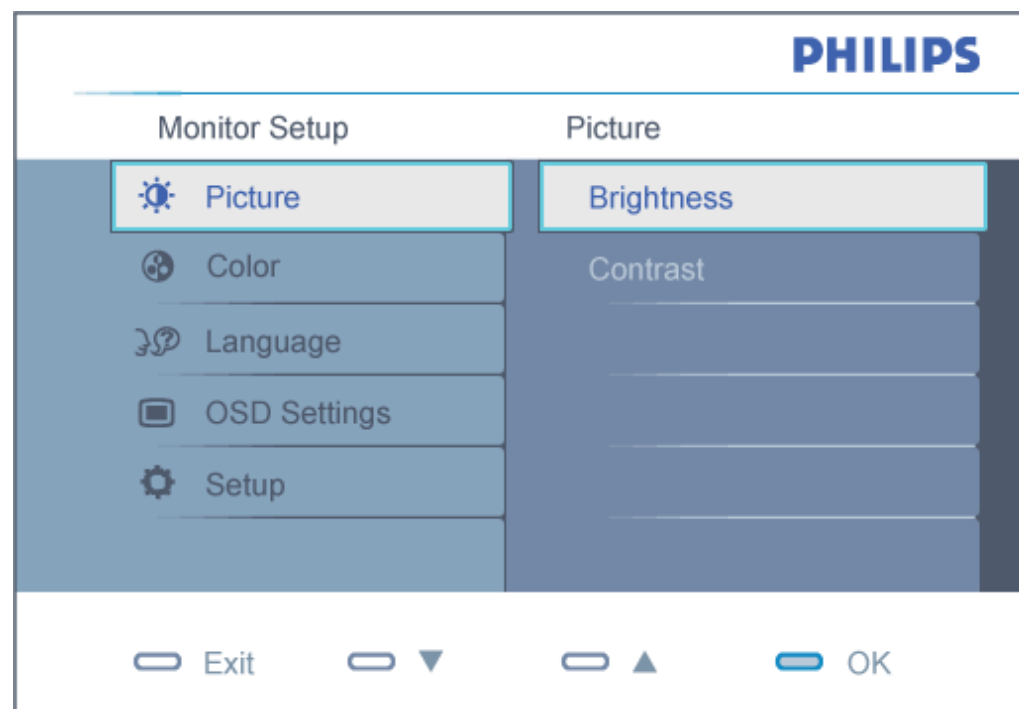 PHILIPS
Monitor Setup Picture
Picture Brightness
Color Contrast
Language
OSD Settings
Setup
Exit ▼ ▲ OK